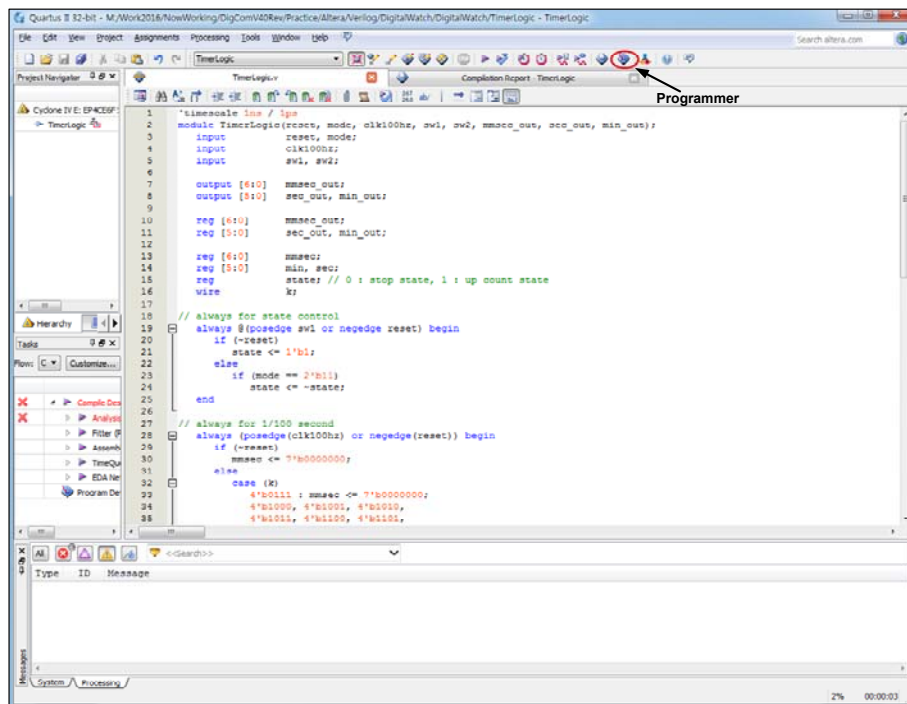 Quartus II 32-bit - M:/Work2016/NowWorking/DigComV40Rev/Practice/Altera/Verilog/DigitalWatch/DigitalWatch/TimerLogic - TimerLogic
File Edit View Project Assignments Processing Tools Window Help
Search altera.com
TimerLogic
Project Navigator
TimerLogic.v
Compilation Report - TimerLogic
Programmer
Cyclone IV E: EP4CE6F
TimerLogic
1 `timescale 1ns / 1ps
2 module TimerLogic(reset, mode, clk100hz, sw1, sw2, mmsec_out, sec_out, min_out);
3 input reset, mode;
4 input clk100hz;
5 input sw1, sw2;
6
7 output [6:0] mmsec_out;
8 output [5:0] sec_out, min_out;
9
10 reg [6:0] mmsec_out;
11 reg [5:0] sec_out, min_out;
12
13 reg [6:0] mmsec;
14 reg [5:0] min, sec;
15 reg state; // 0 : stop state, 1 : up count state
16 wire k;
17
18 // always for state control
19 always @(posedge sw1 or negedge reset) begin
20 if (~reset)
21 state <= 1'b1;
22 else
23 if (mode == 2'b11)
24 state <= ~state;
25 end
26
27 // always for 1/100 second
28 always (posedge(clk100hz) or negedge(reset)) begin
29 if (~reset)
30 mmsec <= 7'b0000000;
31 else
32 case (k)
33 4'b0111 : mmsec <= 7'b0000000;
34 4'b1000, 4'b1001, 4'b1010,
35 4'b1011, 4'b1100, 4'b1101,
Hierarchy
Tasks
Flow: C Customize...
Compile Des
Analysis
Fitter (P
Assemb
TimeQue
EDA Ne
Program De
All
<<Search>>
Type ID Message
Messages
System Processing
2% 00:00:03